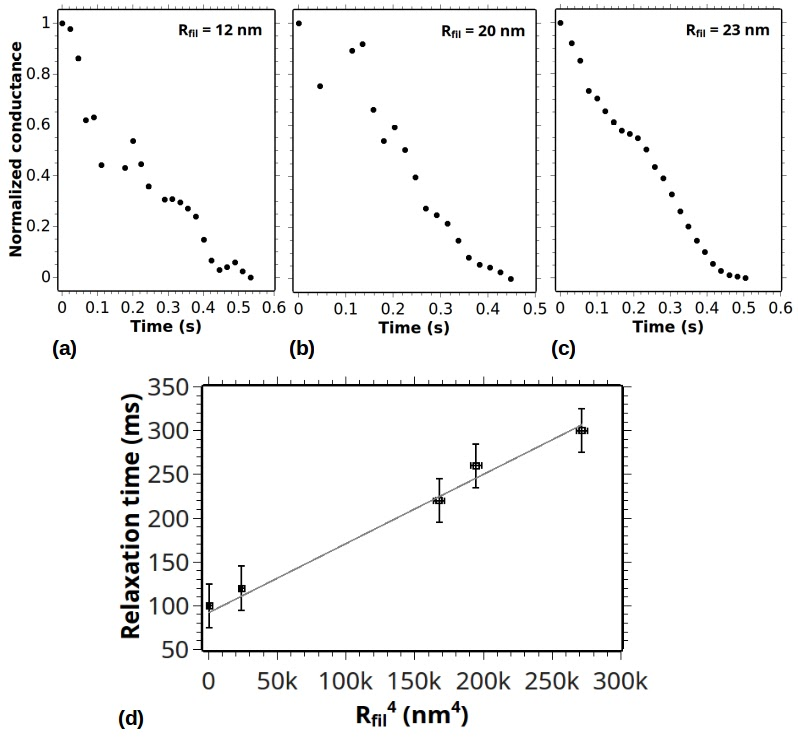 Normalized conductance
1
0.8
0.6
0.4
0.2
0
R_fil = 12 nm
0 0.1 0.2 0.3 0.4 0.5 0.6
Time (s)
(a)
R_fil = 20 nm
0 0.1 0.2 0.3 0.4 0.5
Time (s)
(b)
R_fil = 23 nm
0 0.1 0.2 0.3 0.4 0.5 0.6
Time (s)
(c)
Relaxation time (ms)
350
300
250
200
150
100
50
0 50k 100k 150k 200k 250k 300k
R_fil⁴ (nm⁴)
(d)